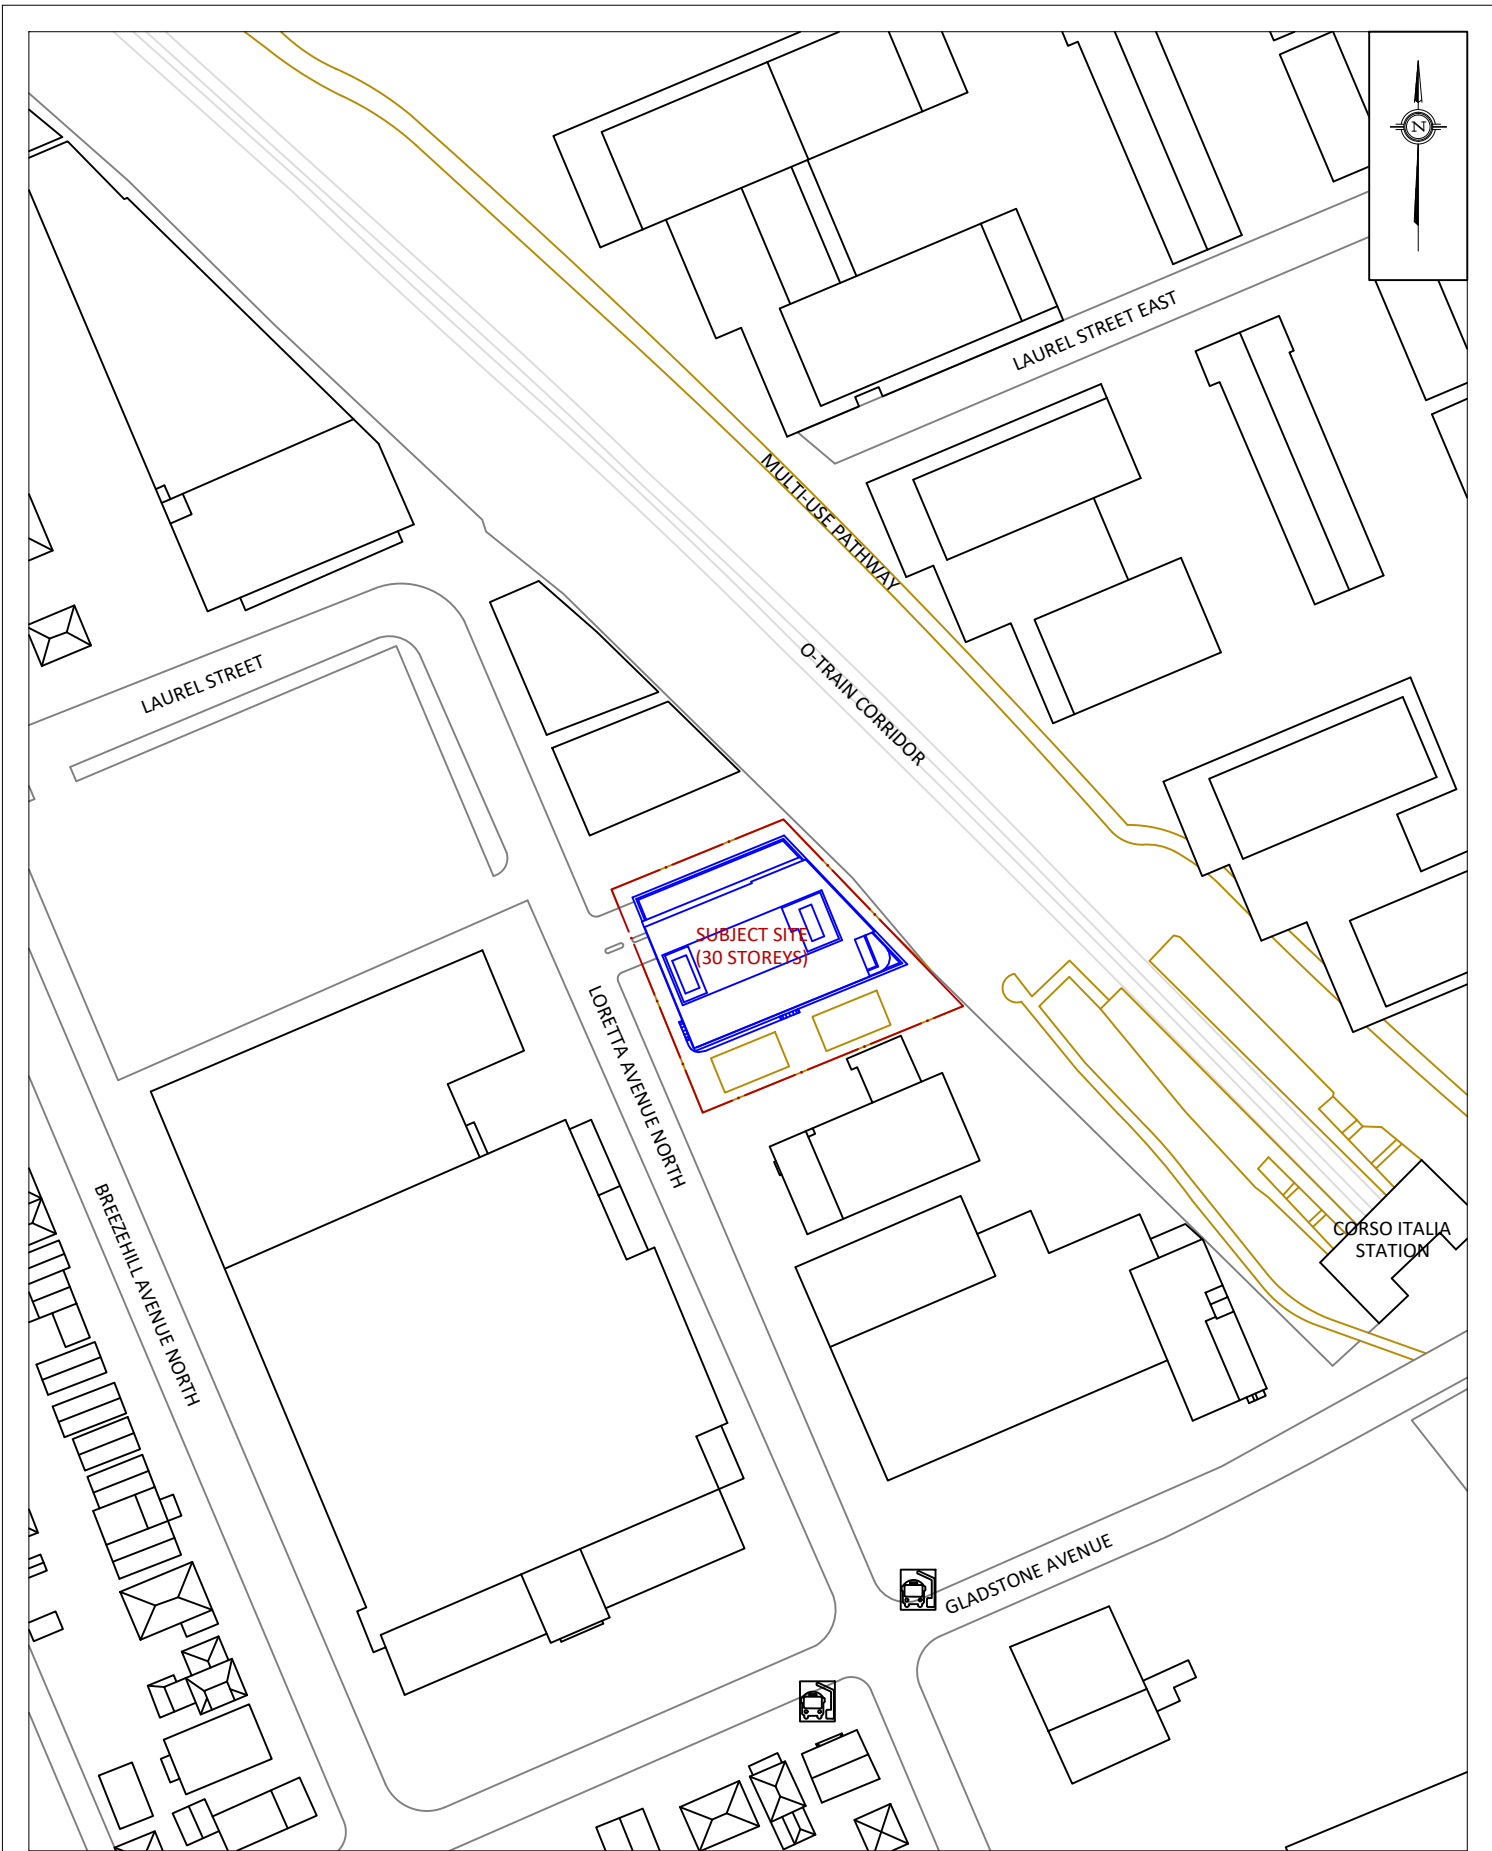 N
LAUREL STREET EAST
MULTI-USE PATHWAY
O-TRAIN CORRIDOR
LAUREL STREET
SUBJECT SITE
(30 STOREYS)
LORETTA AVENUE NORTH
BREEZEHILL AVENUE NORTH
CORSO ITALIA
STATION
GLADSTONE AVENUE